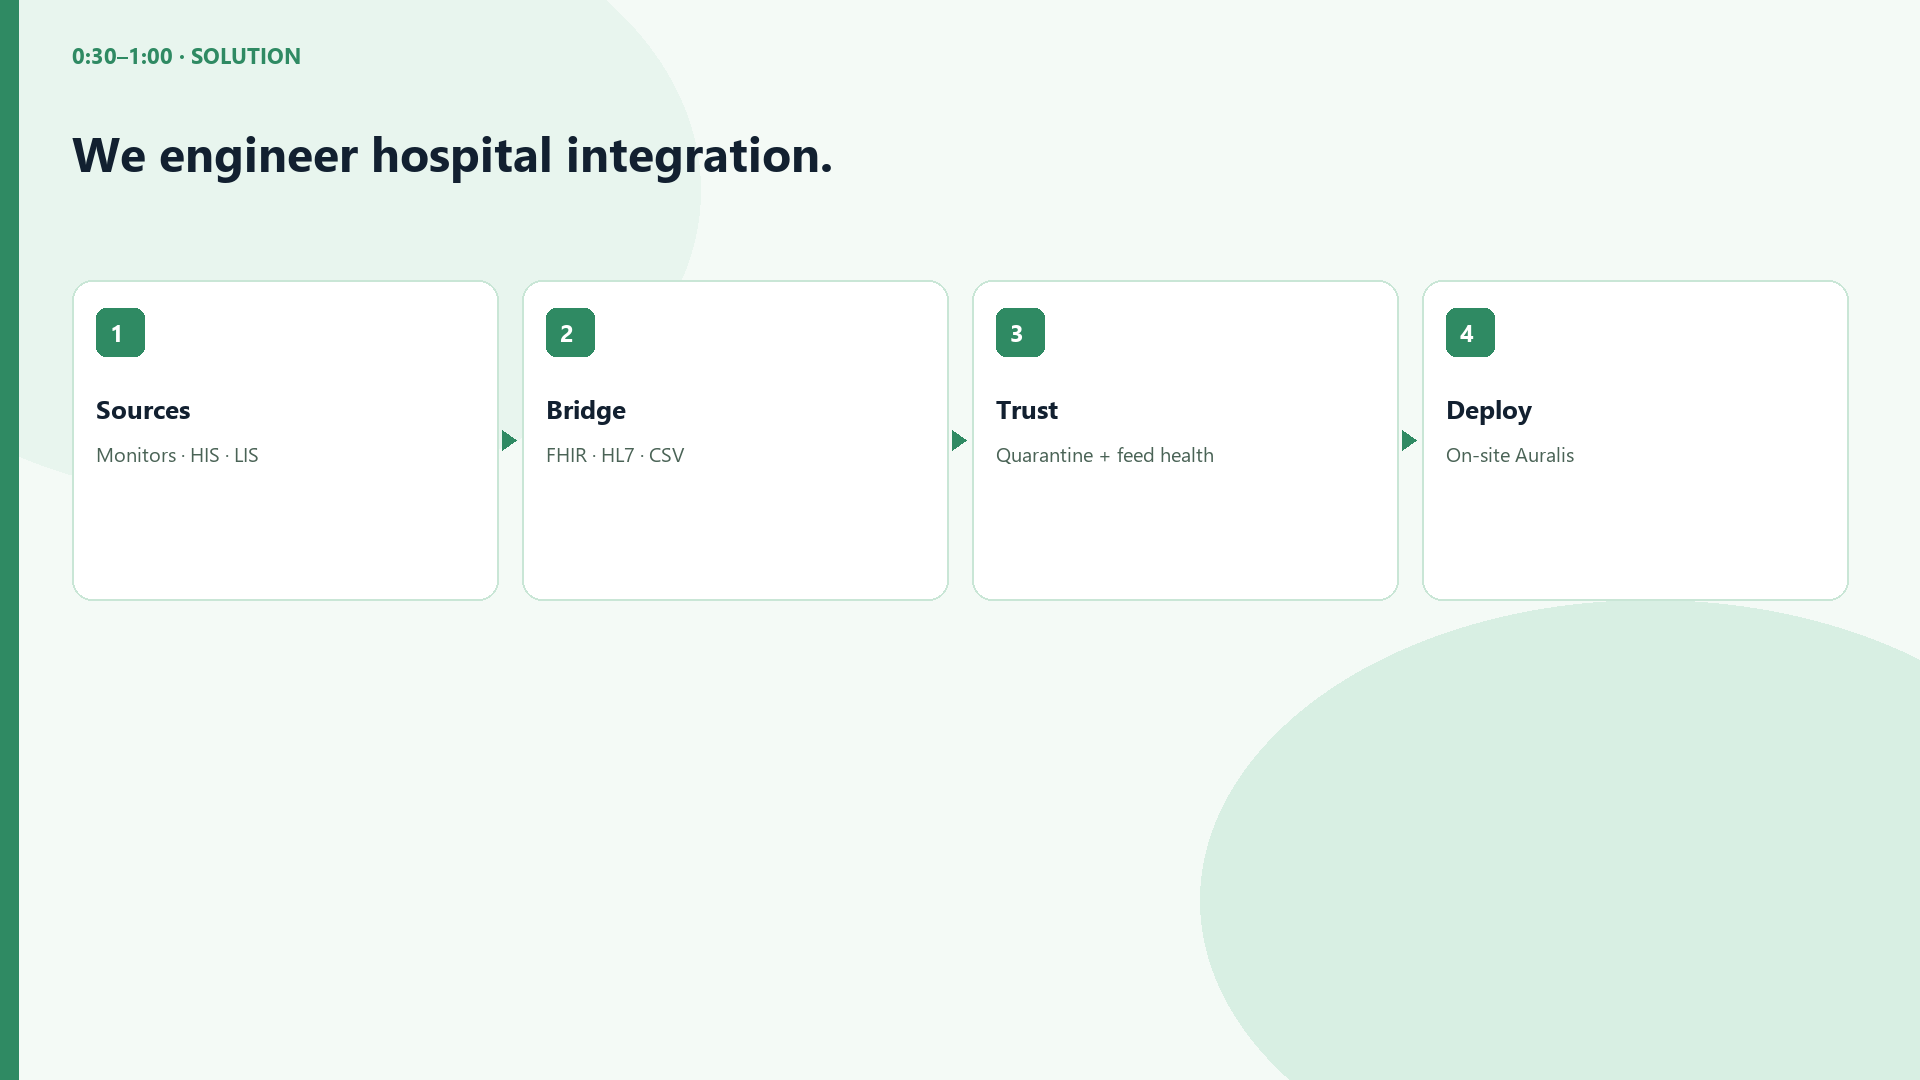 0:30–1:00 · SOLUTION
We engineer hospital integration.
1
Sources
Monitors · HIS · LIS
2
Bridge
FHIR · HL7 · CSV
3
Trust
Quarantine + feed health
4
Deploy
On-site Auralis